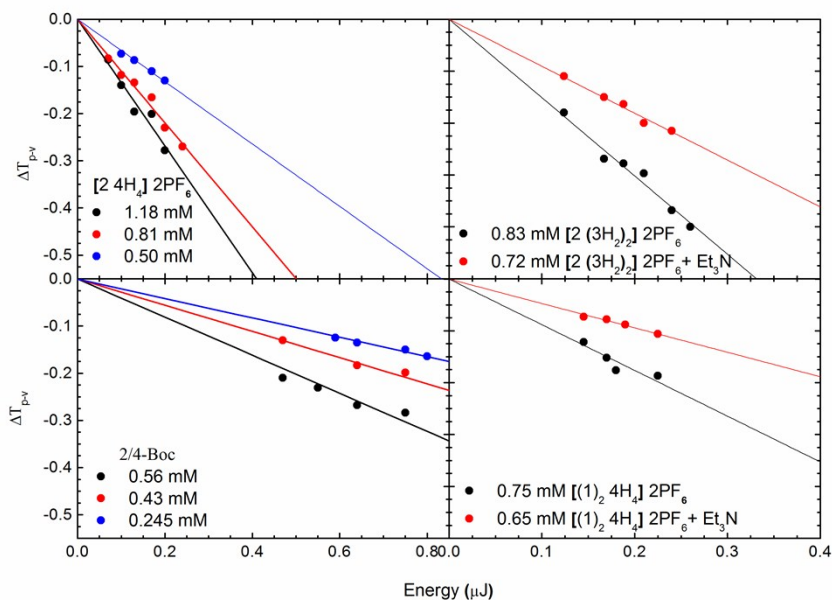 0.0
-0.1
-0.2
-0.3
-0.4
-0.5
ΔT_{p-v}
[2 4H₄] 2PF₆
1.18 mM
0.81 mM
0.50 mM
0.83 mM [2 (3H₂)₂] 2PF₆
0.72 mM [2 (3H₂)₂] 2PF₆+ Et₃N
0.0
-0.1
-0.2
-0.3
-0.4
-0.5
ΔT_{p-v}
2/4-Boc
0.56 mM
0.43 mM
0.245 mM
0.75 mM [(1)₂ 4H₄] 2PF₆
0.65 mM [(1)₂ 4H₄] 2PF₆+ Et₃N
0.0 0.2 0.4 0.6 0.8 0.1 0.2 0.3 0.4
Energy (μJ)